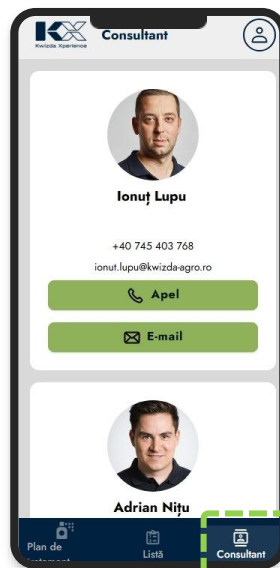 KX
Kwizda Xperience
Consultant
Ionuț Lupu
+40 745 403 768
ionut.lupu@kwizda-agro.ro
Apel
E-mail
Adrian Nițu
Plan de
Listă
Consultant